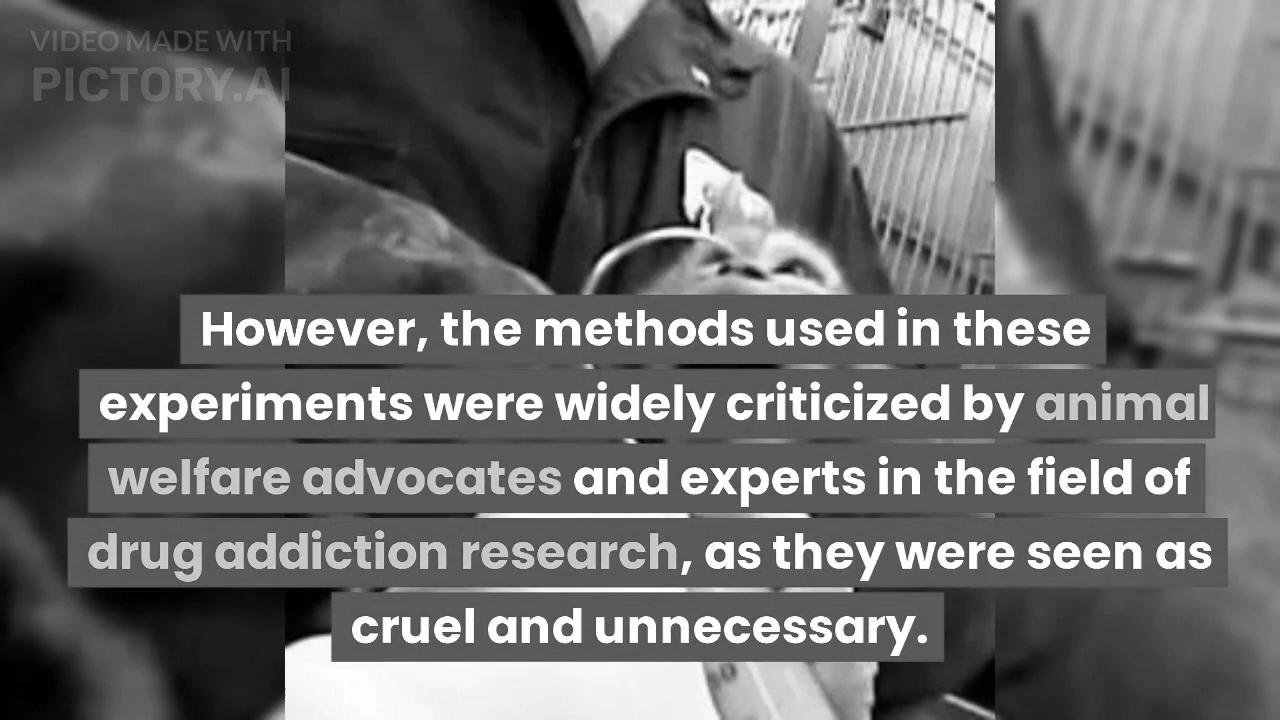 VIDEO MADE WITH
PICTORY.AI
However, the methods used in these
experiments were widely criticized by animal
welfare advocates and experts in the field of
drug addiction research, as they were seen as
cruel and unnecessary.